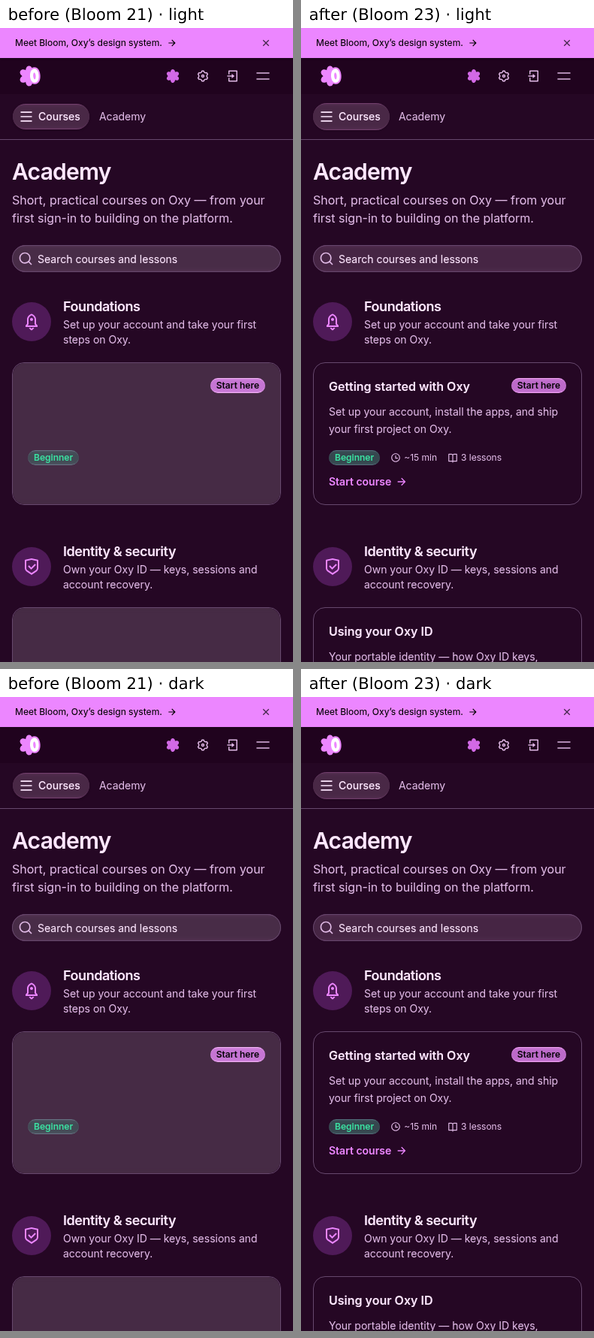 before (Bloom 21) · light
Meet Bloom, Oxy's design system. → ×
Courses Academy
Academy
Short, practical courses on Oxy — from your
first sign-in to building on the platform.
Search courses and lessons
Foundations
Set up your account and take your first
steps on Oxy.
Start here
Beginner
Identity & security
Own your Oxy ID — keys, sessions and
account recovery.
after (Bloom 23) · light
Meet Bloom, Oxy's design system. → ×
Courses Academy
Academy
Short, practical courses on Oxy — from your
first sign-in to building on the platform.
Search courses and lessons
Foundations
Set up your account and take your first
steps on Oxy.
Getting started with Oxy Start here
Set up your account, install the apps, and ship
your first project on Oxy.
Beginner ~15 min 3 lessons
Start course →
Identity & security
Own your Oxy ID — keys, sessions and
account recovery.
Using your Oxy ID
Your portable identity — how Oxy ID keys,
before (Bloom 21) · dark
Meet Bloom, Oxy's design system. → ×
Courses Academy
Academy
Short, practical courses on Oxy — from your
first sign-in to building on the platform.
Search courses and lessons
Foundations
Set up your account and take your first
steps on Oxy.
Start here
Beginner
Identity & security
Own your Oxy ID — keys, sessions and
account recovery.
after (Bloom 23) · dark
Meet Bloom, Oxy's design system. → ×
Courses Academy
Academy
Short, practical courses on Oxy — from your
first sign-in to building on the platform.
Search courses and lessons
Foundations
Set up your account and take your first
steps on Oxy.
Getting started with Oxy Start here
Set up your account, install the apps, and ship
your first project on Oxy.
Beginner ~15 min 3 lessons
Start course →
Identity & security
Own your Oxy ID — keys, sessions and
account recovery.
Using your Oxy ID
Your portable identity — how Oxy ID keys,